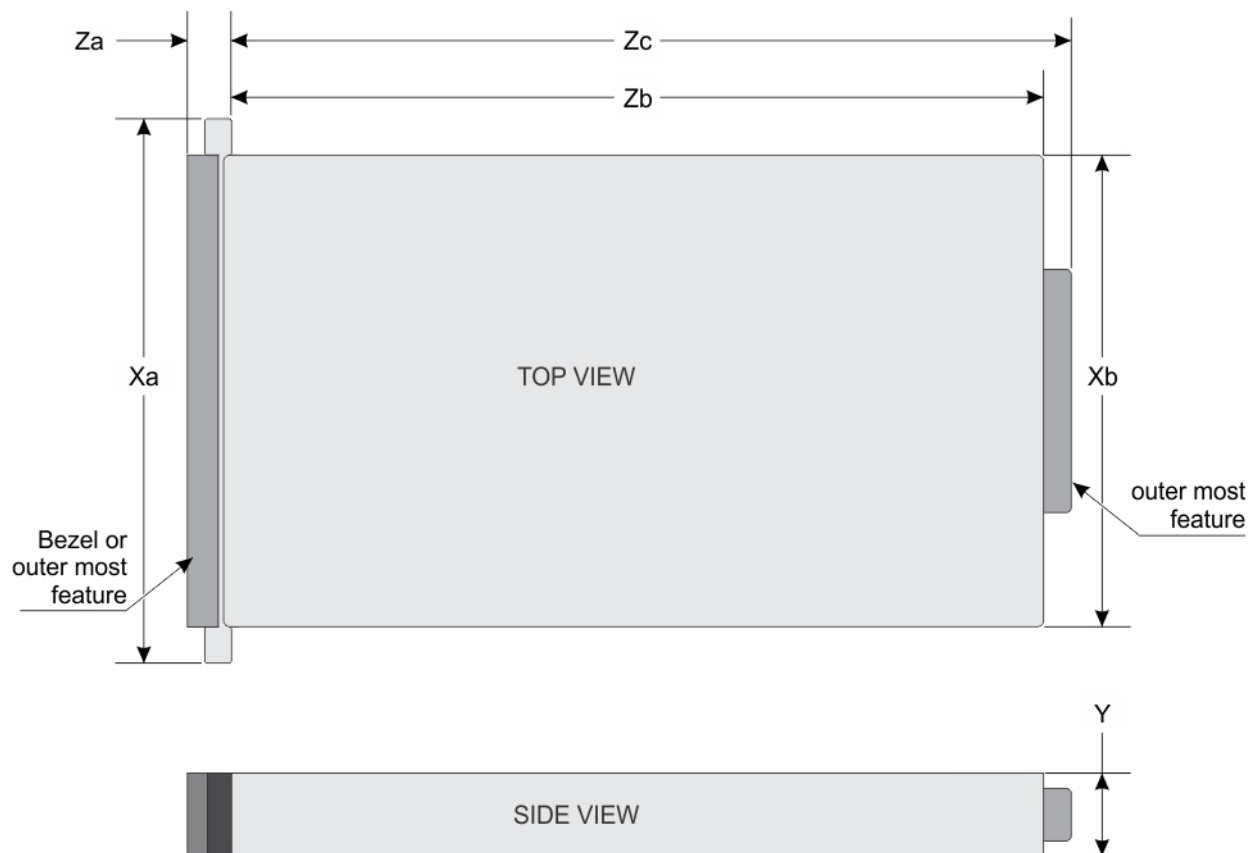 Za
Zc
Zb
Xa
TOP VIEW
Xb
outer most
feature
Bezel or
outer most
feature
Y
SIDE VIEW